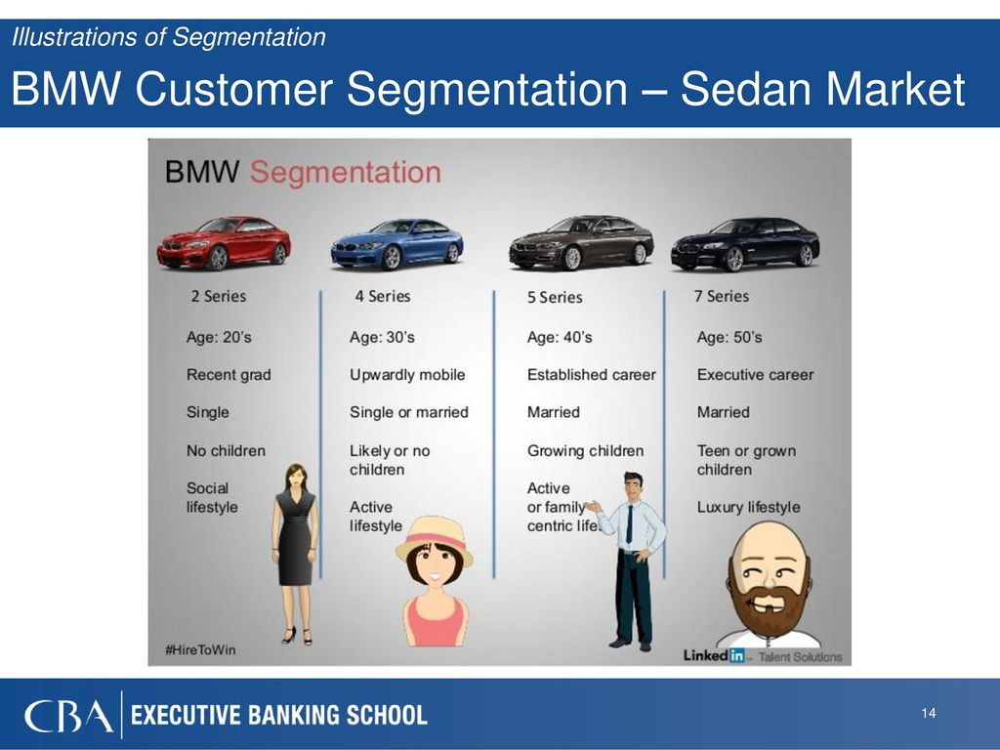 Illustrations of Segmentation
BMW Customer Segmentation – Sedan Market
BMW Segmentation
2 Series
Age: 20's
Recent grad
Single
No children
Social
lifestyle
4 Series
Age: 30's
Upwardly mobile
Single or married
Likely or no
children
Active
lifestyle
5 Series
Age: 40's
Established career
Married
Growing children
Active
or family
centric lifes
7 Series
Age: 50's
Executive career
Married
Teen or grown
children
Luxury lifestyle
#HireToWin
Linked in Talent Solutions
CBA EXECUTIVE BANKING SCHOOL
14